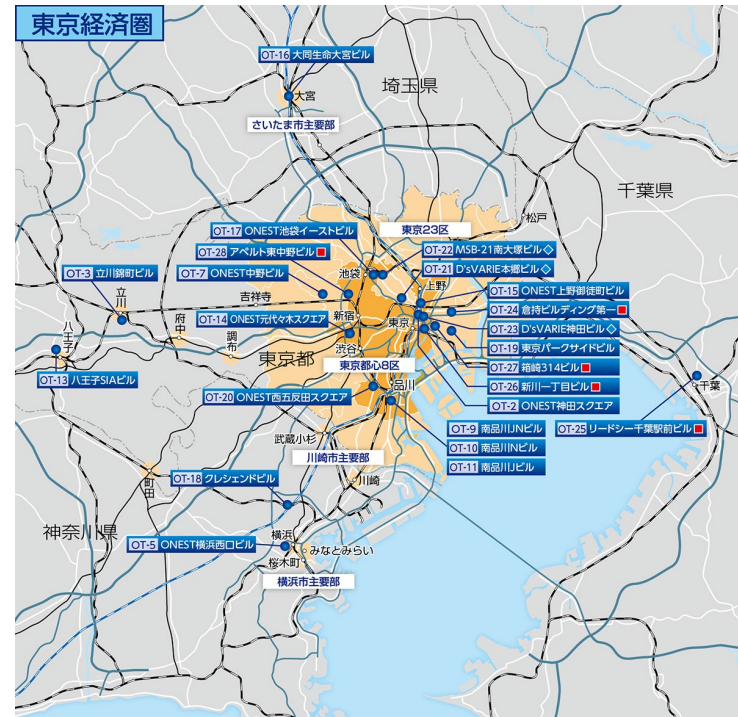 東京経済圏
OT-16 大同生命大宮ビル
大宮
埼玉県
さいたま市主要部
千葉県
松戸
OT-17 ONEST池袋イーストビル
東京23区
OT-28 アペルト東中野ビル
OT-22 MSB-21南大塚ビル
OT-3 立川錦町ビル
OT-7 ONEST中野ビル
池袋
OT-21 D'sVARIE本郷ビル
上野
立川
吉祥寺
OT-15 ONEST上野御徒町ビル
OT-24 倉持ビルディング第一
府中
OT-14 ONEST元代々木スクエア
新宿
東京
OT-23 D'sVARIE神田ビル
八王子
調布
渋谷
OT-19 東京パークサイドビル
東京都
東京都心8区
OT-27 箱崎314ビル
OT-13 八王子SIAビル
品川
OT-26 新川一丁目ビル
千葉
OT-20 ONEST西五反田スクエア
OT-2 ONEST神田スクエア
OT-9 南品川JNビル
OT-25 リードシー千葉駅前ビル
武蔵小杉
OT-10 南品川Nビル
川崎市主要部
OT-11 南品川Jビル
町田
OT-18 クレシェンドビル
川崎
神奈川県
横浜
OT-5 ONEST横浜西口ビル
みなとみらい
桜木町
横浜市主要部